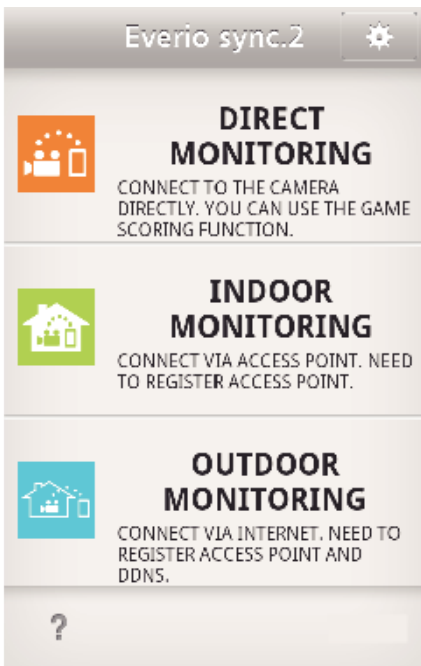 Everio sync.2
DIRECT
MONITORING
CONNECT TO THE CAMERA
DIRECTLY. YOU CAN USE THE GAME
SCORING FUNCTION.
INDOOR
MONITORING
CONNECT VIA ACCESS POINT. NEED
TO REGISTER ACCESS POINT.
OUTDOOR
MONITORING
CONNECT VIA INTERNET. NEED TO
REGISTER ACCESS POINT AND
DDNS.
?